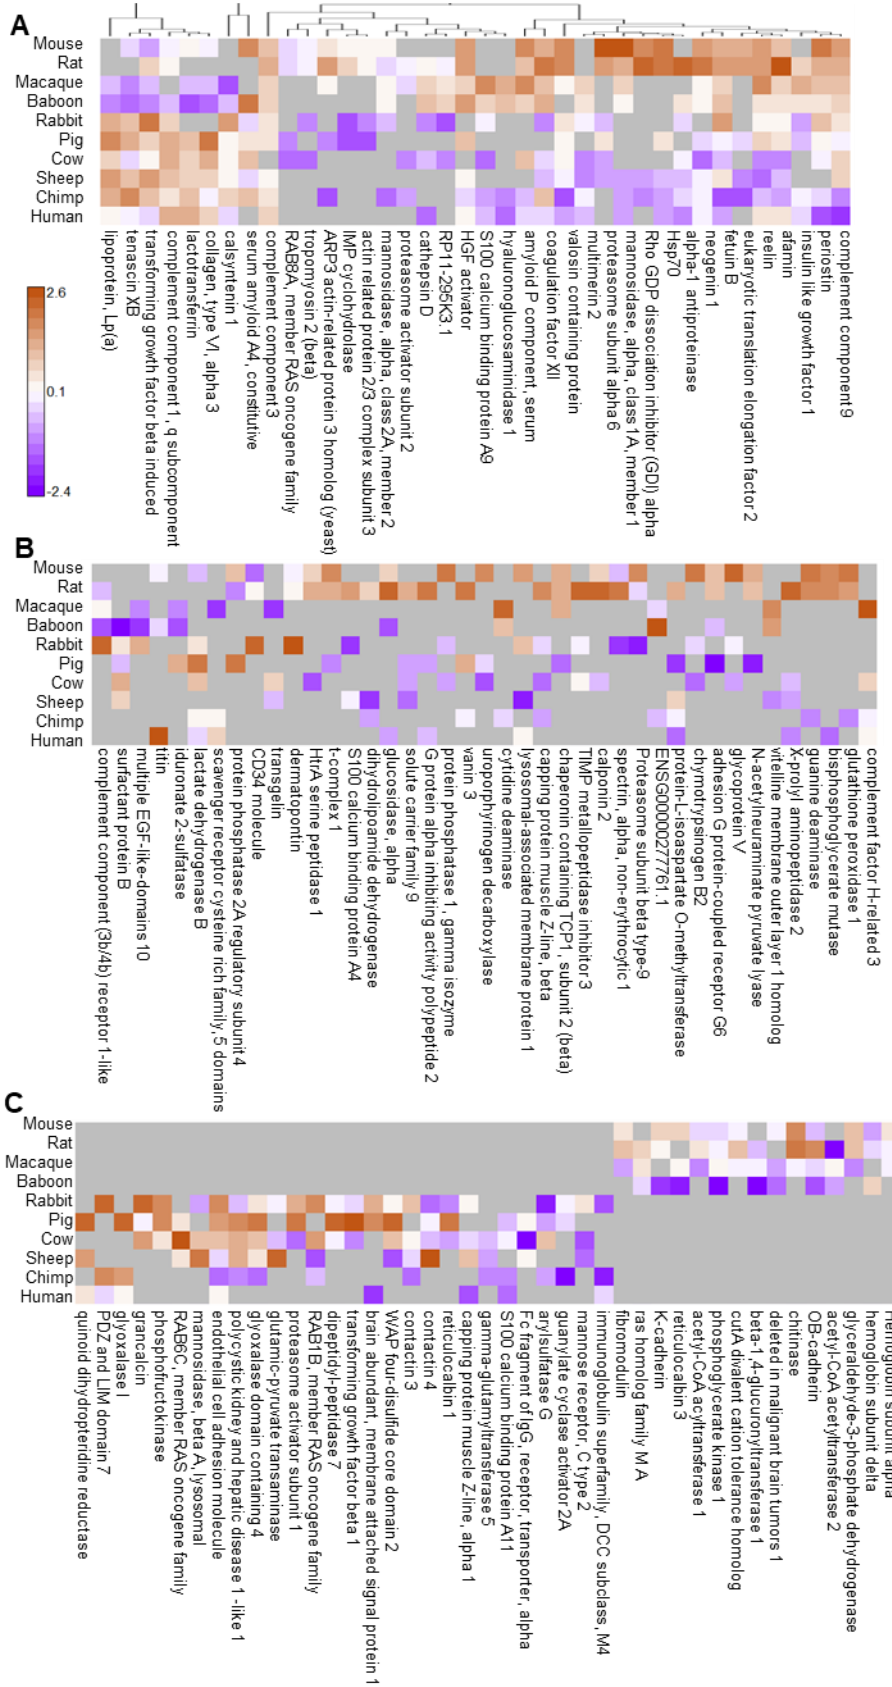 A
Mouse
Rat
Macaque
Baboon
Rabbit
Pig
Cow
Sheep
Chimp
Human
lipoprotein, Lp(a)
tenascin XB
transforming growth factor beta induced
complement component 1, q subcomponent
lactotransferrin
collagen, type VI, alpha 3
calsyntenin 1
serum amyloid A4, constitutive
complement component 3
RAB8A, member RAS oncogene family
tropomyosin 2 (beta)
ARP3 actin-related protein 3 homolog (yeast)
IMP cyclohydrolase
actin related protein 2/3 complex subunit 3
mannosidase, alpha, class 2A, member 2
proteasome activator subunit 2
cathepsin D
RP11-295K3.1
HGF activator
S100 calcium binding protein A9
hyaluronoglucosaminidase 1
amyloid P component, serum
coagulation factor XII
valosin containing protein
multimerin 2
proteasome subunit alpha 6
mannosidase, alpha, class 1A, member 1
Rho GDP dissociation inhibitor (GDI) alpha
Hsp70
alpha-1 antiproteinase
neogenin 1
fetuin B
eukaryotic translation elongation factor 2
reelin
afamin
insulin like growth factor 1
periostin
complement component 9
2.6
0.1
-2.4
B
Mouse
Rat
Macaque
Baboon
Rabbit
Pig
Cow
Sheep
Chimp
Human
complement component (3b/4b) receptor 1-like
surfactant protein B
multiple EGF-like-domains 10
titin
iduronate 2-sulfatase
lactate dehydrogenase B
scavenger receptor cysteine rich family, 5 domains
protein phosphatase 2A regulatory subunit 4
CD34 molecule
transgelin
dermatopontin
HtrA serine peptidase 1
t-complex 1
S100 calcium binding protein A4
dihydrolipoamide dehydrogenase
glucosidase, alpha
solute carrier family 9
G protein alpha inhibiting activity polypeptide 2
protein phosphatase 1, gamma isozyme
vanin 3
uroporphyrinogen decarboxylase
cytidine deaminase
lysosomal-associated membrane protein 1
capping protein muscle Z-line, beta
chaperonin containing TCP1, subunit 2 (beta)
TIMP metallopeptidase inhibitor 3
calponin 2
spectrin, alpha, non-erythrocytic 1
Proteasome subunit beta type-9
ENSG00000277761.1
protein-L-isoaspartate O-methyltransferase
chymotrypsinogen B2
adhesion G protein-coupled receptor G6
glycoprotein V
N-acetylneuraminate pyruvate lyase
vitelline membrane outer layer 1 homolog
X-prolyl aminopeptidase 2
guanine deaminase
bisphosphoglycerate mutase
glutathione peroxidase 1
complement factor H-related 3
C
Mouse
Rat
Macaque
Baboon
Rabbit
Pig
Cow
Sheep
Chimp
Human
quinoid dihydropteridine reductase
PDZ and LIM domain 7
glyoxalase I
grancalcin
phosphofructokinase
RAB6C, member RAS oncogene family
mannosidase, beta A, lysosomal
endothelial cell adhesion molecule
polycystic kidney and hepatic disease 1 -like 1
glyoxalase domain containing 4
glutamic-pyruvate transaminase
proteasome activator subunit 1
RAB1B, member RAS oncogene family
dipeptidyl-peptidase 7
transforming growth factor beta 1
brain abundant, membrane attached signal protein 1
WAP four-disulfide core domain 2
contactin 3
contactin 4
reticulocalbin 1
capping protein muscle Z-line, alpha 1
gamma-glutamyltransferase 5
S100 calcium binding protein A11
Fc fragment of IgG, receptor, transporter, alpha
arylsulfatase G
guanylate cyclase activator 2A
mannose receptor, C type 2
immunoglobulin superfamily, DCC subclass, M4
fibromodulin
ras homolog family M A
K-cadherin
reticulocalbin 3
acetyl-CoA acyltransferase 1
phosphoglycerate kinase 1
cutA divalent cation tolerance homolog
beta-1,4-glucuronyltransferase 1
deleted in malignant brain tumors 1
chitinase
OB-cadherin
acetyl-CoA acetyltransferase 2
glyceraldehyde-3-phosphate dehydrogenase
hemoglobin subunit delta
hemoglobin subunit alpha